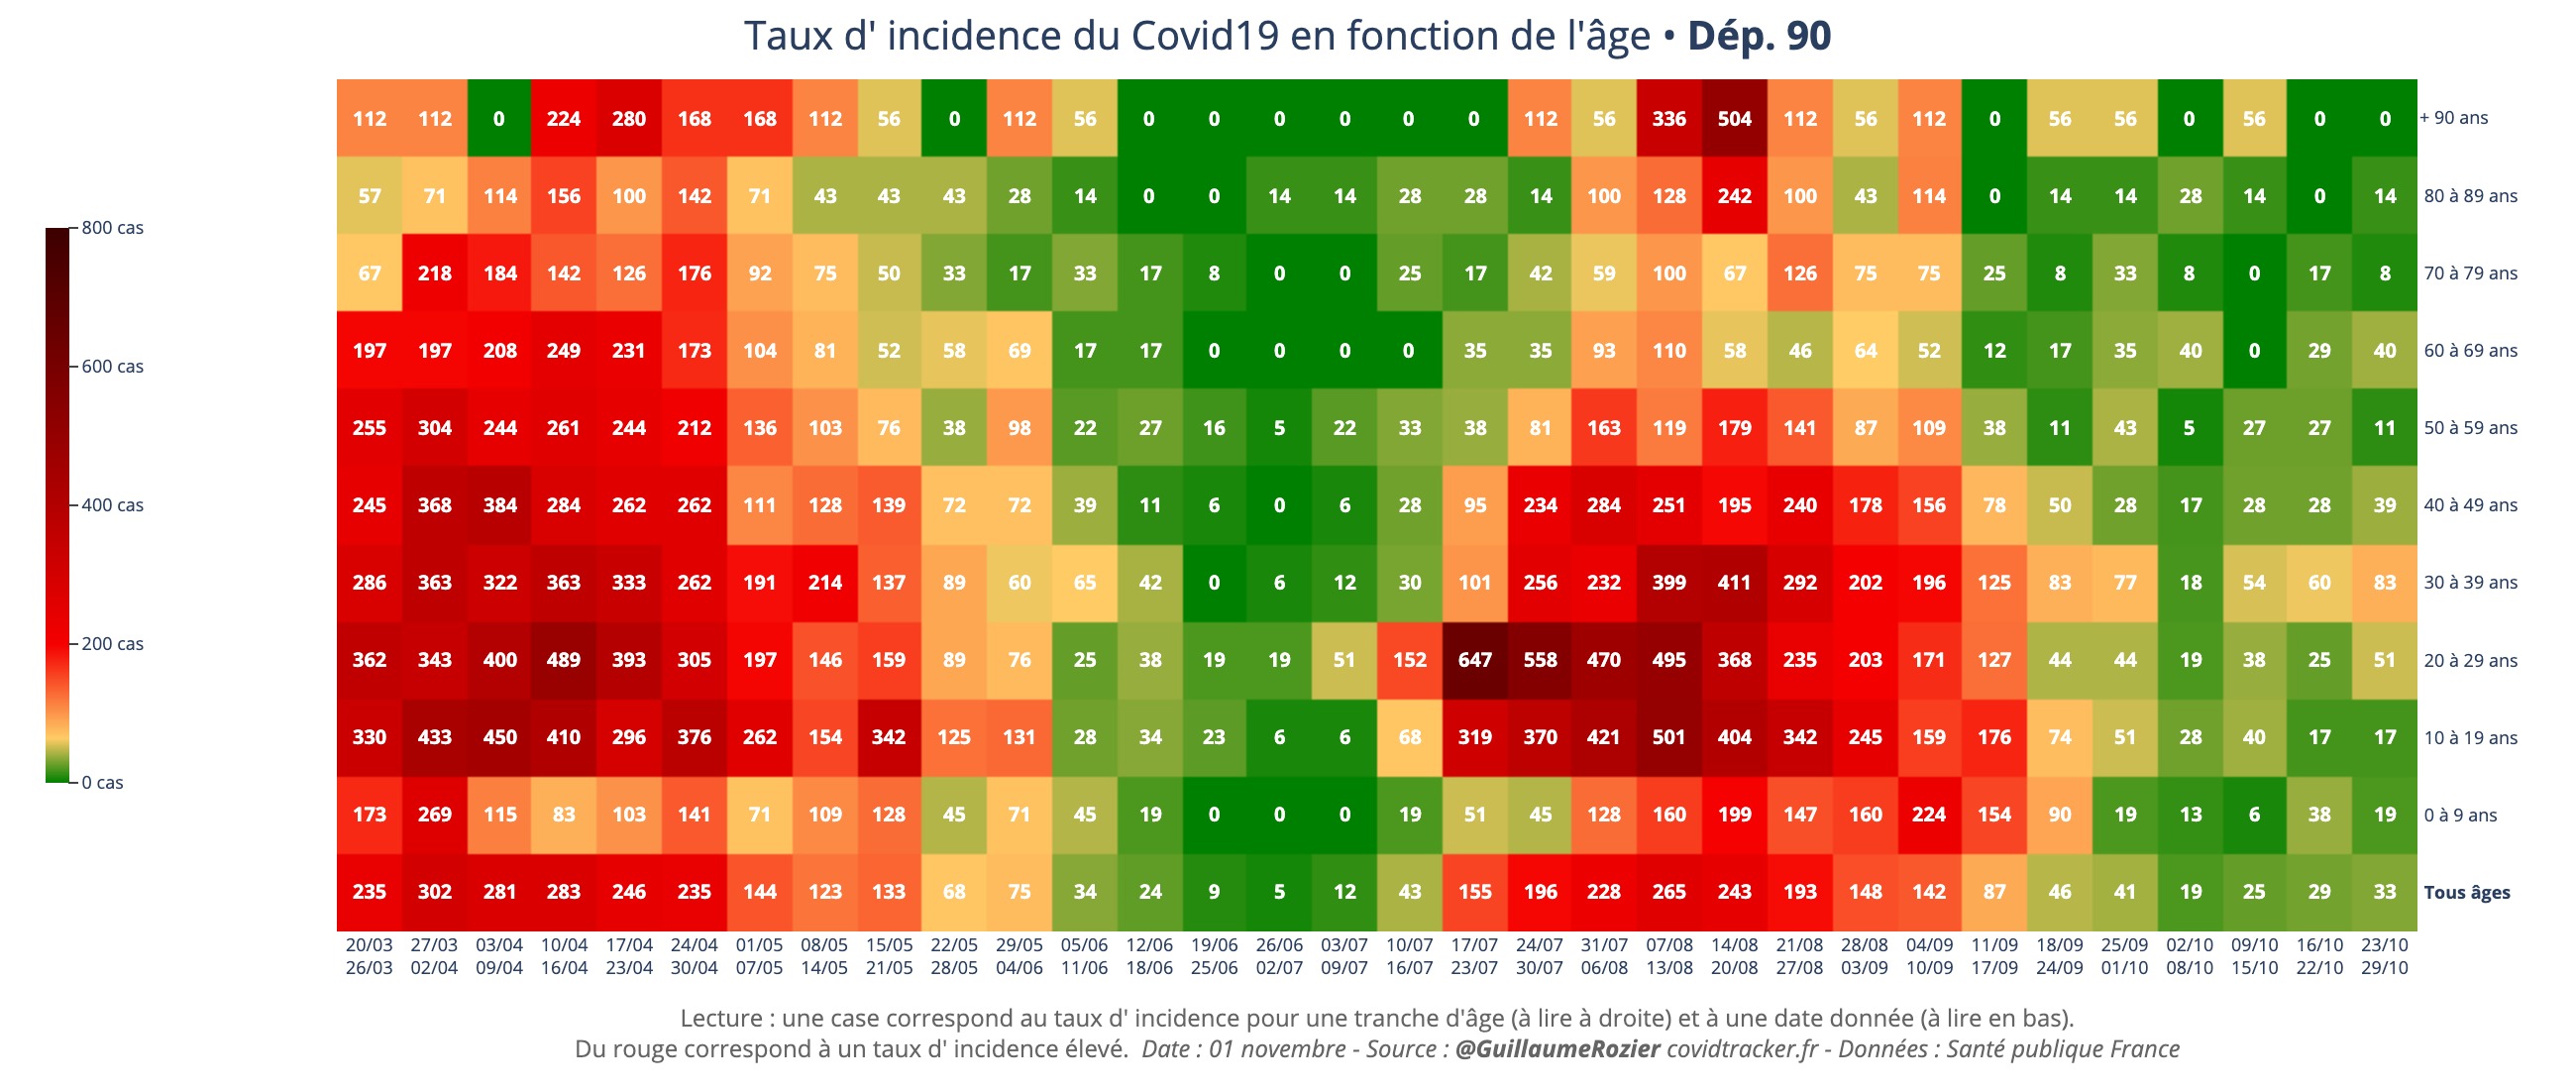 Taux d' incidence du Covid19 en fonction de l'âge • Dép. 90
112 112 0 224 280 168 168 112 56 0 112 56 0 0 0 0 0 0 112 56 336 504 112 56 112 0 56 56 0 56 0 0 + 90 ans
57 71 114 156 100 142 71 43 43 43 28 14 0 0 14 14 28 28 14 100 128 242 100 43 114 0 14 14 28 14 0 14 80 à 89 ans
800 cas
67 218 184 142 126 176 92 75 50 33 17 33 17 8 0 0 25 17 42 59 100 67 126 75 75 25 8 33 8 0 17 8 70 à 79 ans
197 197 208 249 231 173 104 81 52 58 69 17 17 0 0 0 0 35 35 93 110 58 46 64 52 12 17 35 40 0 29 40 60 à 69 ans
600 cas
255 304 244 261 244 212 136 103 76 38 98 22 27 16 5 22 33 38 81 163 119 179 141 87 109 38 11 43 5 27 27 11 50 à 59 ans
400 cas
245 368 384 284 262 262 111 128 139 72 72 39 11 6 0 6 28 95 234 284 251 195 240 178 156 78 50 28 17 28 28 39 40 à 49 ans
286 363 322 363 333 262 191 214 137 89 60 65 42 0 6 12 30 101 256 232 399 411 292 202 196 125 83 77 18 54 60 83 30 à 39 ans
200 cas
362 343 400 489 393 305 197 146 159 89 76 25 38 19 19 51 152 647 558 470 495 368 235 203 171 127 44 44 19 38 25 51 20 à 29 ans
330 433 450 410 296 376 262 154 342 125 131 28 34 23 6 6 68 319 370 421 501 404 342 245 159 176 74 51 28 40 17 17 10 à 19 ans
0 cas
173 269 115 83 103 141 71 109 128 45 71 45 19 0 0 0 19 51 45 128 160 199 147 160 224 154 90 19 13 6 38 19 0 à 9 ans
235 302 281 283 246 235 144 123 133 68 75 34 24 9 5 12 43 155 196 228 265 243 193 148 142 87 46 41 19 25 29 33 Tous âges
20/03 27/03 03/04 10/04 17/04 24/04 01/05 08/05 15/05 22/05 29/05 05/06 12/06 19/06 26/06 03/07 10/07 17/07 24/07 31/07 07/08 14/08 21/08 28/08 04/09 11/09 18/09 25/09 02/10 09/10 16/10 23/10
26/03 02/04 09/04 16/04 23/04 30/04 07/05 14/05 21/05 28/05 04/06 11/06 18/06 25/06 02/07 09/07 16/07 23/07 30/07 06/08 13/08 20/08 27/08 03/09 10/09 17/09 24/09 01/10 08/10 15/10 22/10 29/10
Lecture : une case correspond au taux d' incidence pour une tranche d'âge (à lire à droite) et à une date donnée (à lire en bas).
Du rouge correspond à un taux d' incidence élevé. Date : 01 novembre - Source : @GuillaumeRozier covidtracker.fr - Données : Santé publique France